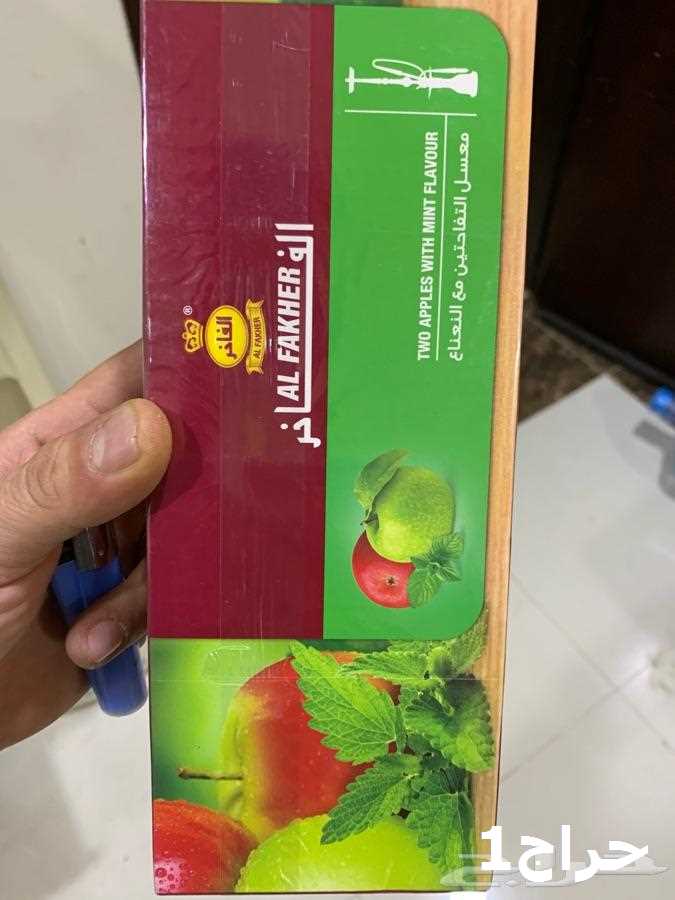 الفاخر
AL FAKHER
®
الفاخر
AL FAKHER
TWO APPLES WITH MINT FLAVOUR
معسل التفاحتين مع النعناع
حراج1